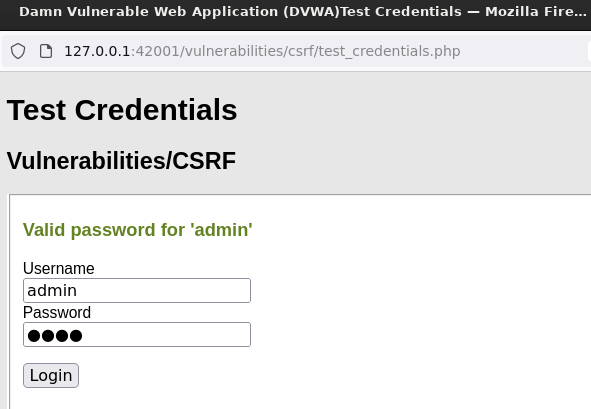 Damn Vulnerable Web Application (DVWA)Test Credentials — Mozilla Fire…
127.0.0.1:42001/vulnerabilities/csrf/test_credentials.php
Test Credentials
Vulnerabilities/CSRF
Valid password for 'admin'
Username
admin
Password
●●●●
Login